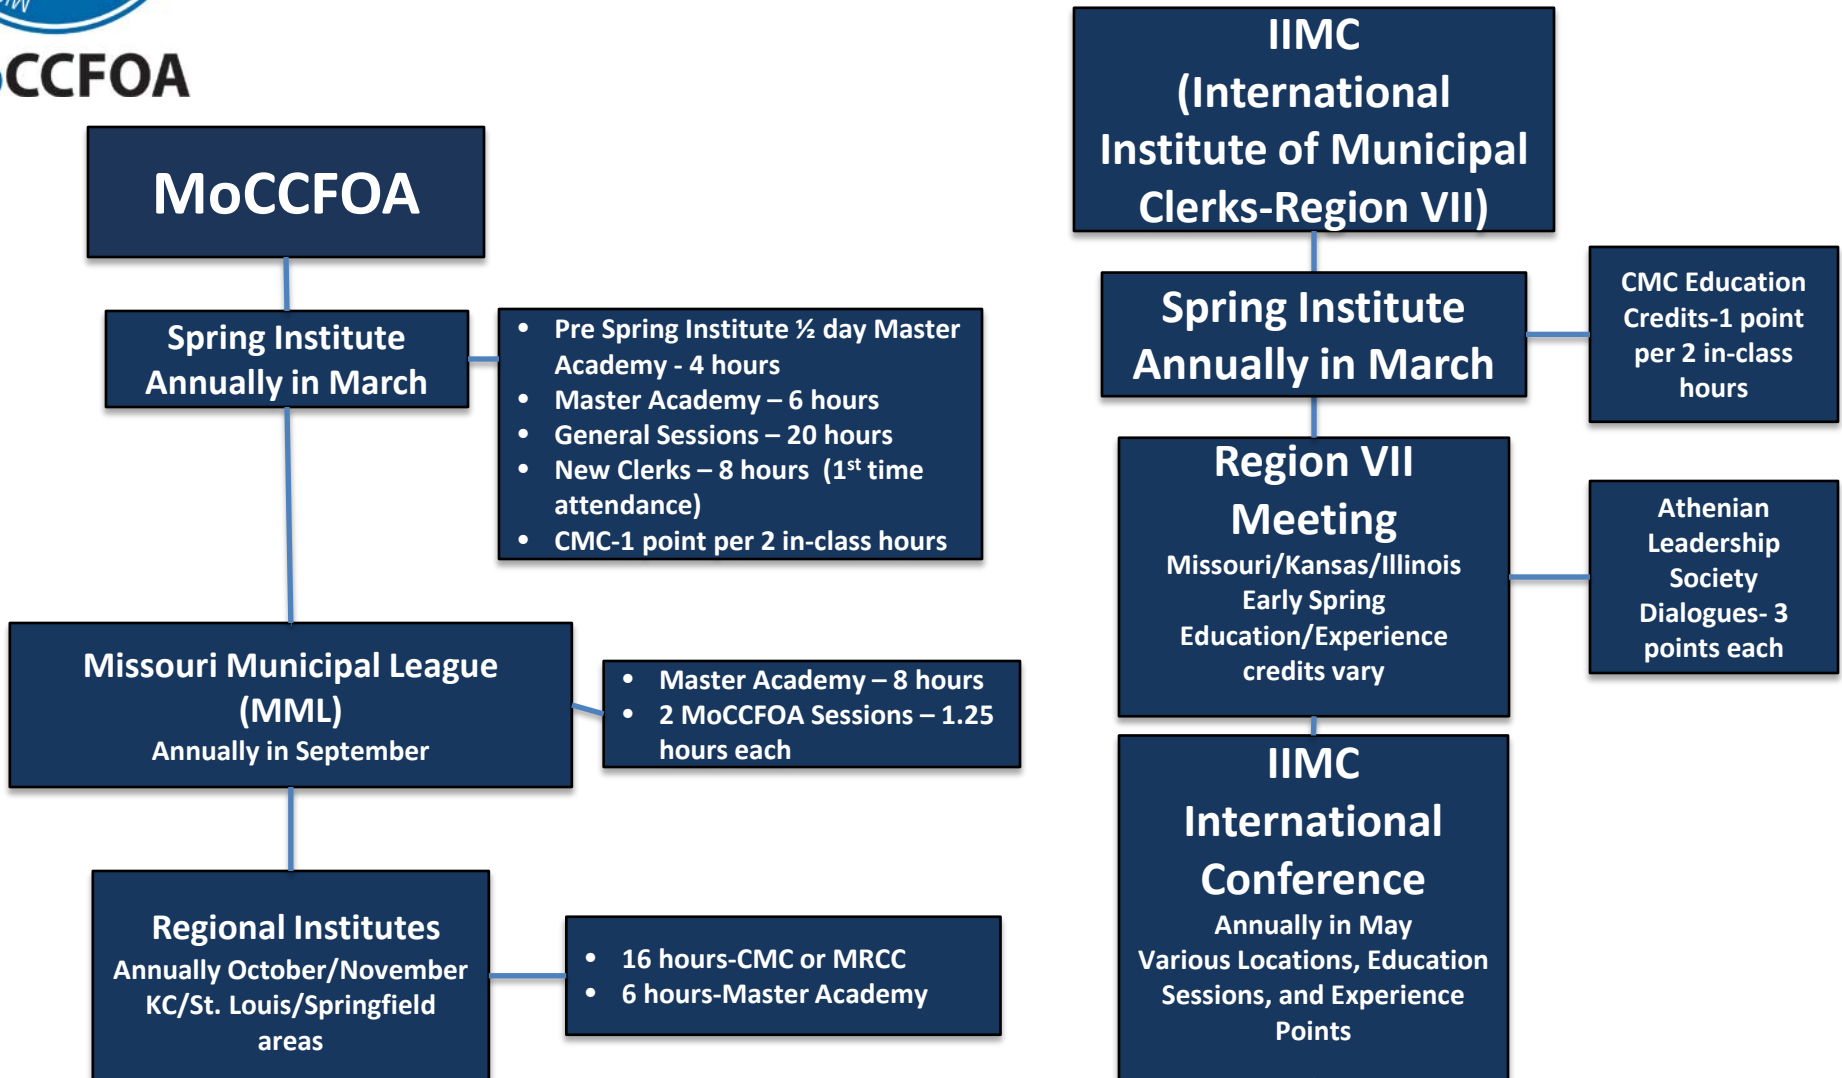 CCFOA
MoCCFOA
Spring Institute
Annually in March
• Pre Spring Institute ½ day Master
Academy - 4 hours
• Master Academy – 6 hours
• General Sessions – 20 hours
• New Clerks – 8 hours (1st time
attendance)
• CMC-1 point per 2 in-class hours
Missouri Municipal League
(MML)
Annually in September
• Master Academy – 8 hours
• 2 MoCCFOA Sessions – 1.25
hours each
Regional Institutes
Annually October/November
KC/St. Louis/Springfield
areas
• 16 hours-CMC or MRCC
• 6 hours-Master Academy
IIMC
(International
Institute of Municipal
Clerks-Region VII)
Spring Institute
Annually in March
CMC Education
Credits-1 point
per 2 in-class
hours
Region VII
Meeting
Missouri/Kansas/Illinois
Early Spring
Education/Experience
credits vary
Athenian
Leadership
Society
Dialogues- 3
points each
IIMC
International
Conference
Annually in May
Various Locations, Education
Sessions, and Experience
Points